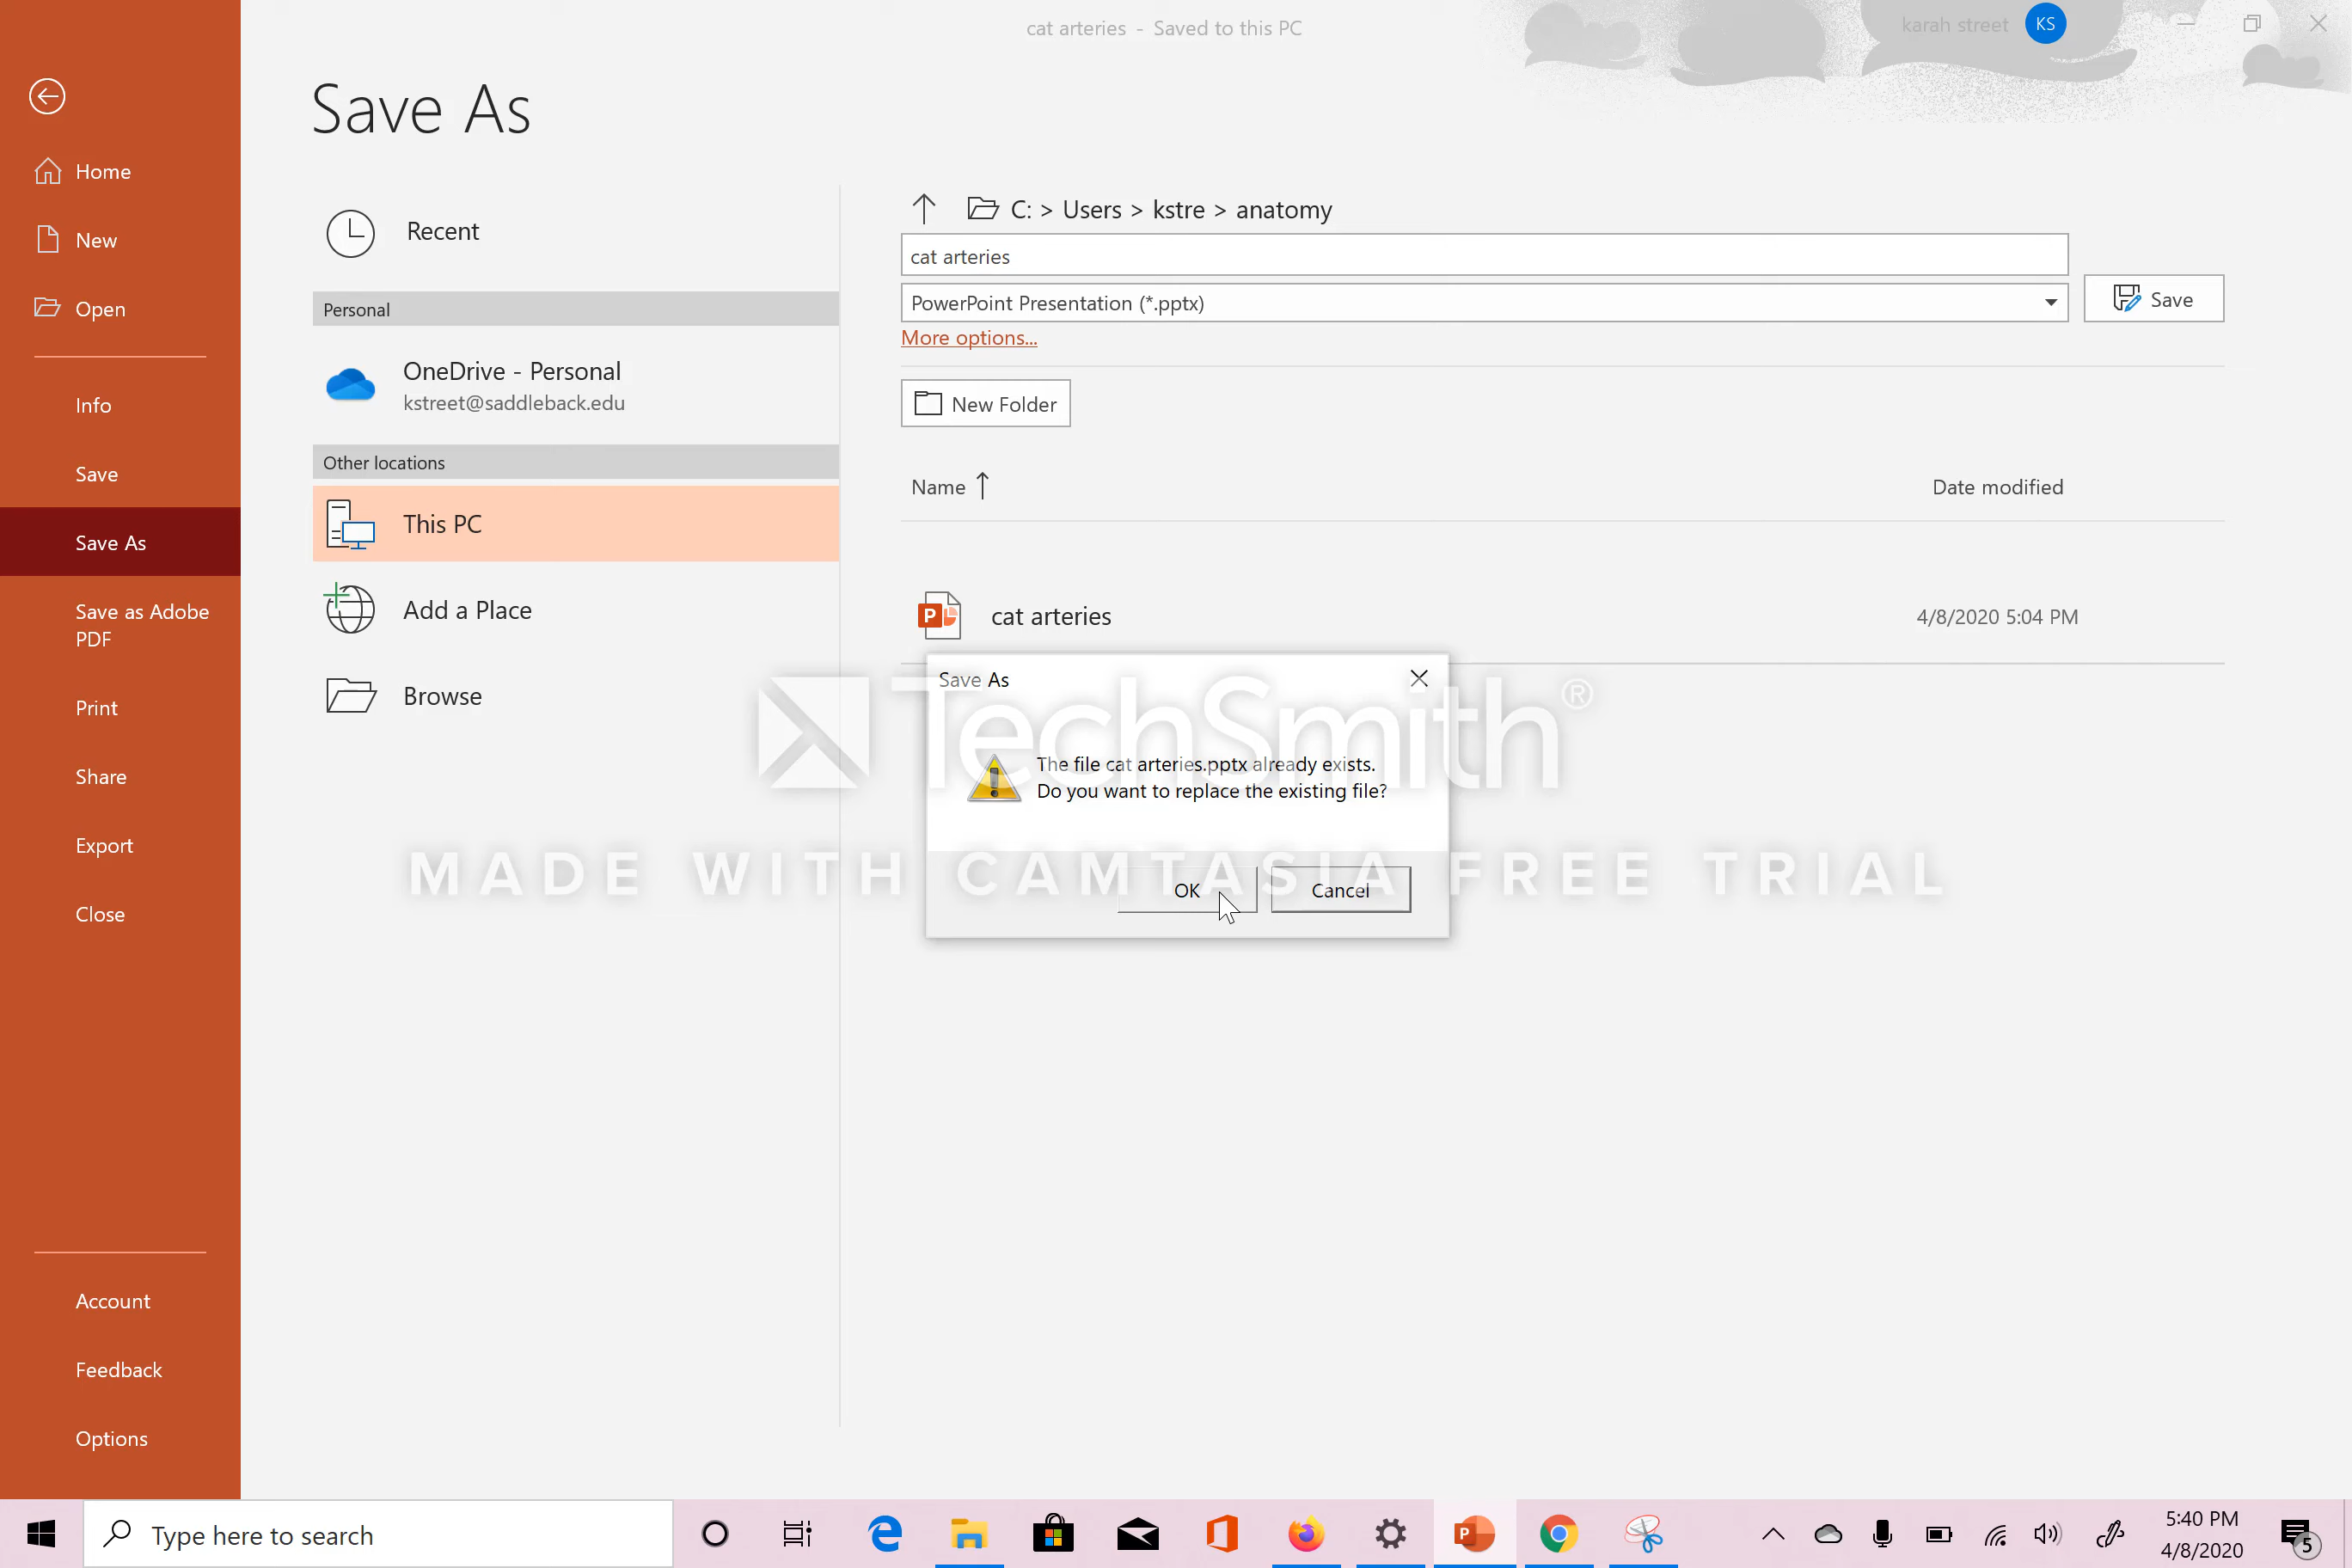 cat arteries - Saved to this PC
karah street KS
Save As
Home
New
Open
Info
Save
Save As
Save as Adobe
PDF
Print
Share
Export
Close
Account
Feedback
Options
Recent
Personal
OneDrive - Personal
kstreet@saddleback.edu
Other locations
This PC
Add a Place
Browse
C: > Users > kstre > anatomy
cat arteries
PowerPoint Presentation (*.pptx)
Save
More options...
New Folder
Name Date modified
P cat arteries 4/8/2020 5:04 PM
Save As
TechSmith®
The file cat arteries.pptx already exists.
Do you want to replace the existing file?
MADE WITH CAMTASIA FREE TRIAL
OK Cancel
Type here to search
P
5:40 PM
4/8/2020
5